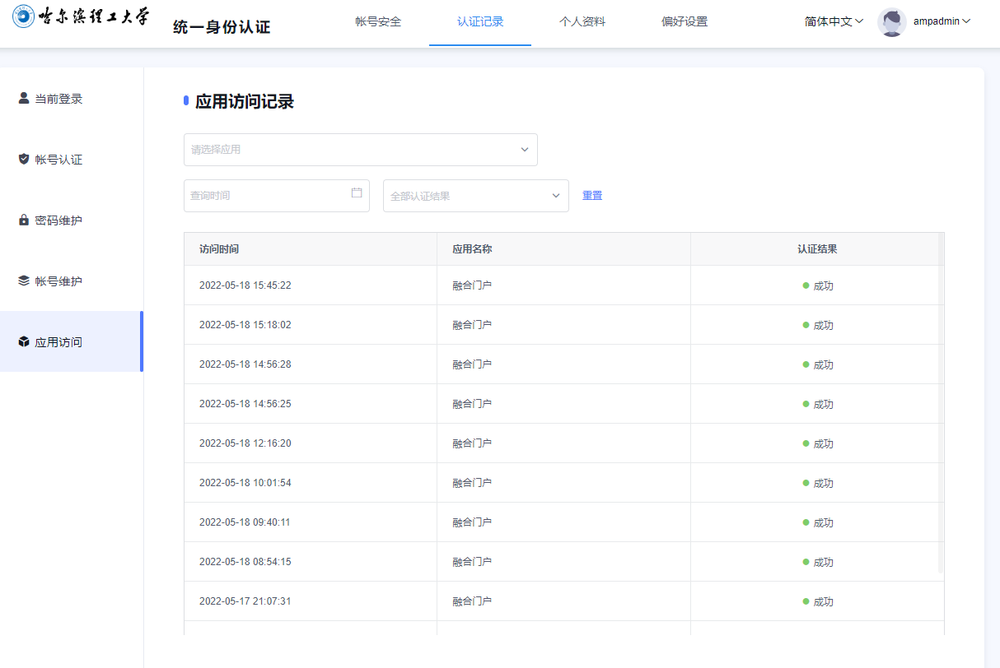 哈尔滨理工大学
统一身份认证
帐号安全
认证记录
个人资料
偏好设置
简体中文
ampadmin
当前登录
帐号认证
密码维护
帐号维护
应用访问
应用访问记录
请选择应用
查询时间
全部认证结果
重置
访问时间 应用名称 认证结果
2022-05-18 15:45:22 融合门户 成功
2022-05-18 15:18:02 融合门户 成功
2022-05-18 14:56:28 融合门户 成功
2022-05-18 14:56:25 融合门户 成功
2022-05-18 12:16:20 融合门户 成功
2022-05-18 10:01:54 融合门户 成功
2022-05-18 09:40:11 融合门户 成功
2022-05-18 08:54:15 融合门户 成功
2022-05-17 21:07:31 融合门户 成功